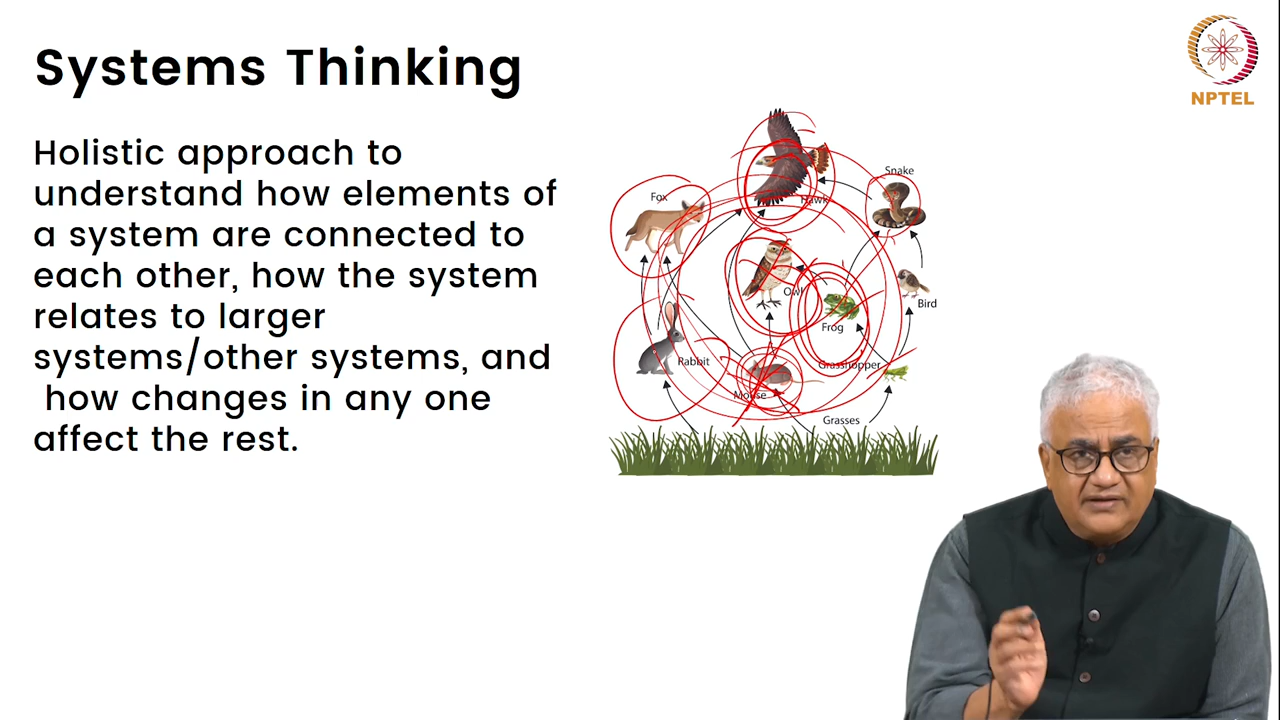 Systems Thinking
NPTEL
Holistic approach to
understand how elements of
a system are connected to
each other, how the system
relates to larger
systems/other systems, and
how changes in any one
affect the rest.
Hawk
Snake
Fox
Owl
Bird
Frog
Rabbit
Grasshopper
Mouse
Grasses